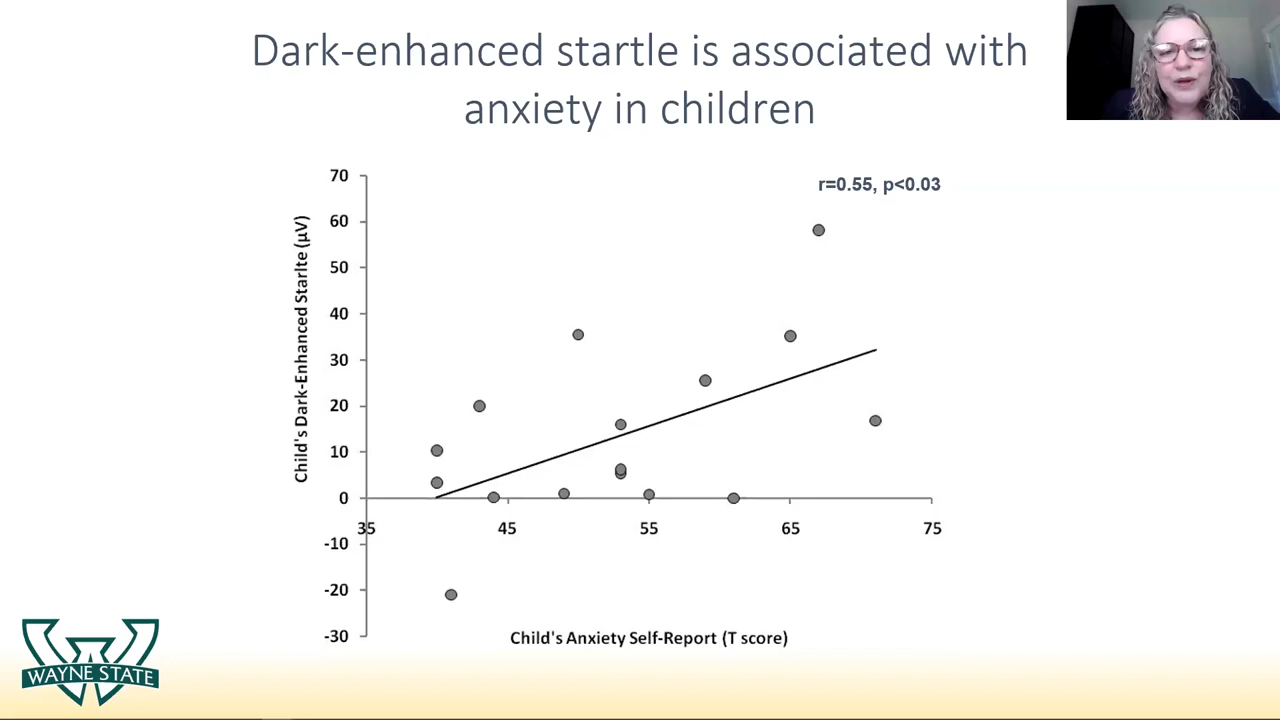 Dark-enhanced startle is associated with
anxiety in children
r=0.55, p<0.03
Child's Dark-Enhanced Starlte (µV)
70
60
50
40
30
20
10
0
-10
-20
-30
35
45
55
65
75
Child's Anxiety Self-Report (T score)
WAYNE STATE